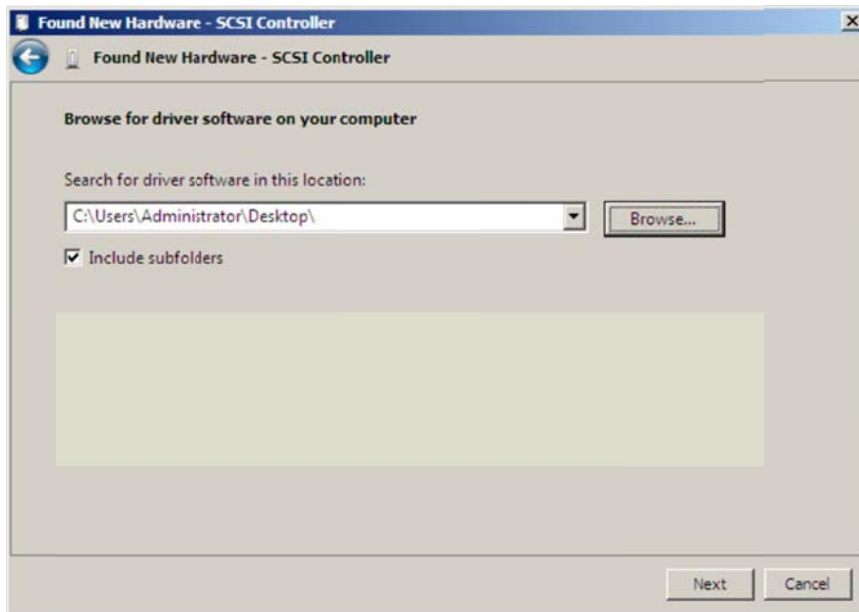 Found New Hardware - SCSI Controller
Found New Hardware - SCSI Controller
Browse for driver software on your computer
Search for driver software in this location:
C:\Users\Administrator\Desktop\
Browse...
Include subfolders
Next
Cancel